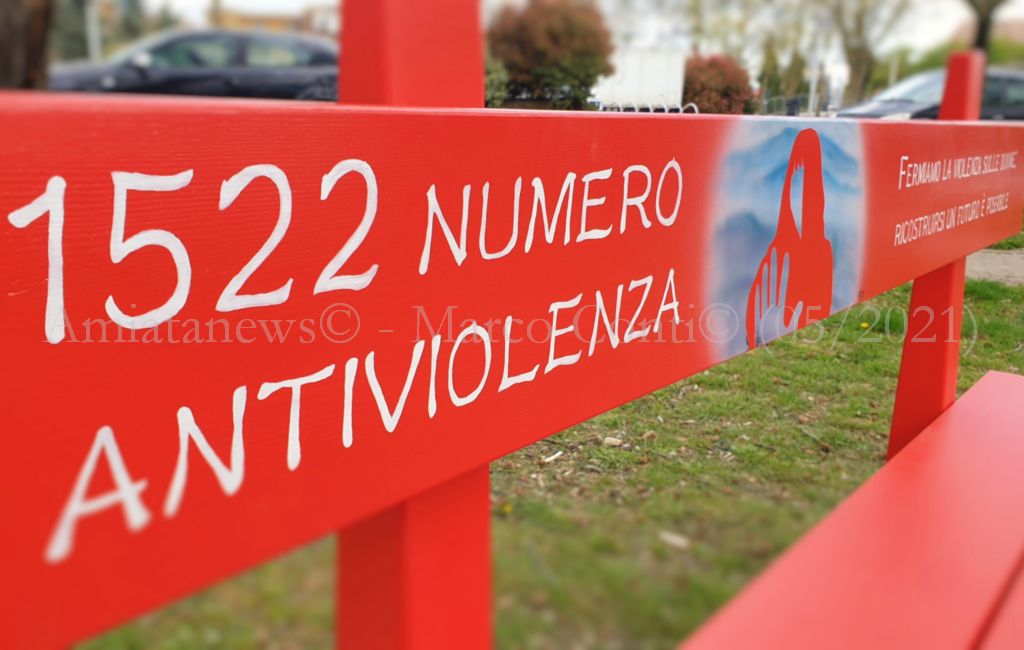 1522 NUMERO
ANTIVIOLENZA
FERMIAMO LA VIOLENZA SULLE DONNE,
RICOSTRUIRSI UN FUTURO È POSSIBILE
Amiatanews© - Marco Conti© (05/2021)